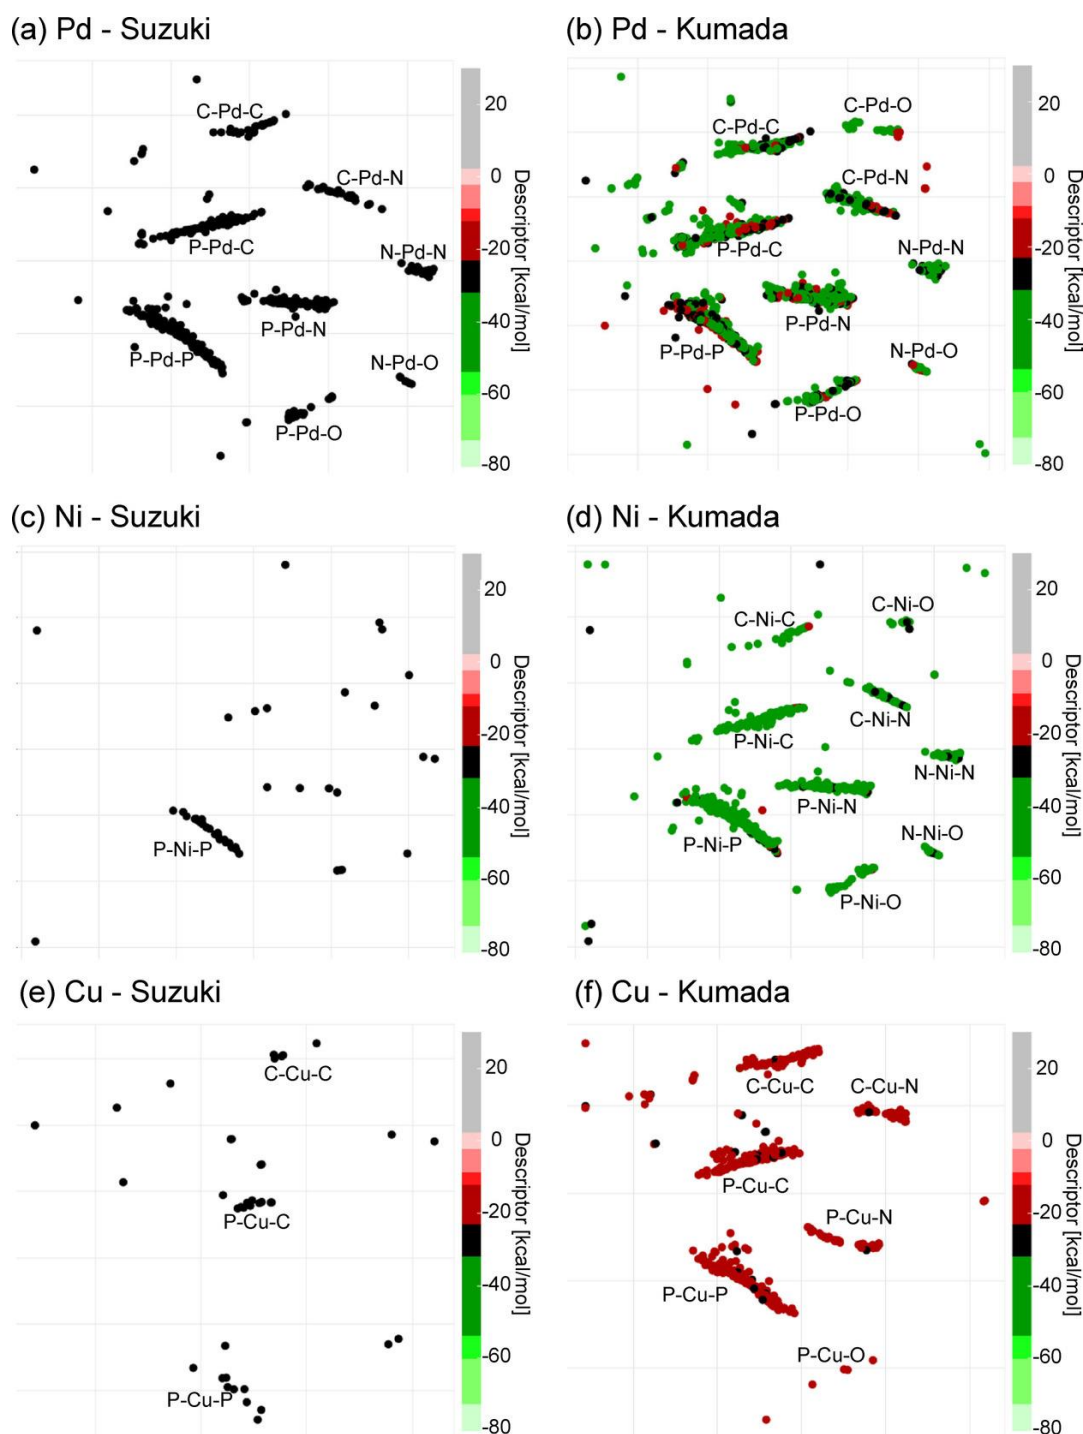 (a) Pd - Suzuki
C-Pd-C
C-Pd-N
P-Pd-C
N-Pd-N
P-Pd-N
P-Pd-P
N-Pd-O
P-Pd-O
20
0
-20
-40
-60
-80
Descriptor [kcal/mol]
(b) Pd - Kumada
C-Pd-O
C-Pd-C
C-Pd-N
P-Pd-C
N-Pd-N
P-Pd-N
P-Pd-P
N-Pd-O
P-Pd-O
20
0
-20
-40
-60
-80
Descriptor [kcal/mol]
(c) Ni - Suzuki
P-Ni-P
20
0
-20
-40
-60
-80
Descriptor [kcal/mol]
(d) Ni - Kumada
C-Ni-O
C-Ni-C
C-Ni-N
P-Ni-C
N-Ni-N
P-Ni-N
N-Ni-O
P-Ni-P
P-Ni-O
20
0
-20
-40
-60
-80
Descriptor [kcal/mol]
(e) Cu - Suzuki
C-Cu-C
P-Cu-C
P-Cu-P
20
0
-20
-40
-60
-80
Descriptor [kcal/mol]
(f) Cu - Kumada
C-Cu-C
C-Cu-N
P-Cu-C
P-Cu-N
P-Cu-P
P-Cu-O
20
0
-20
-40
-60
-80
Descriptor [kcal/mol]